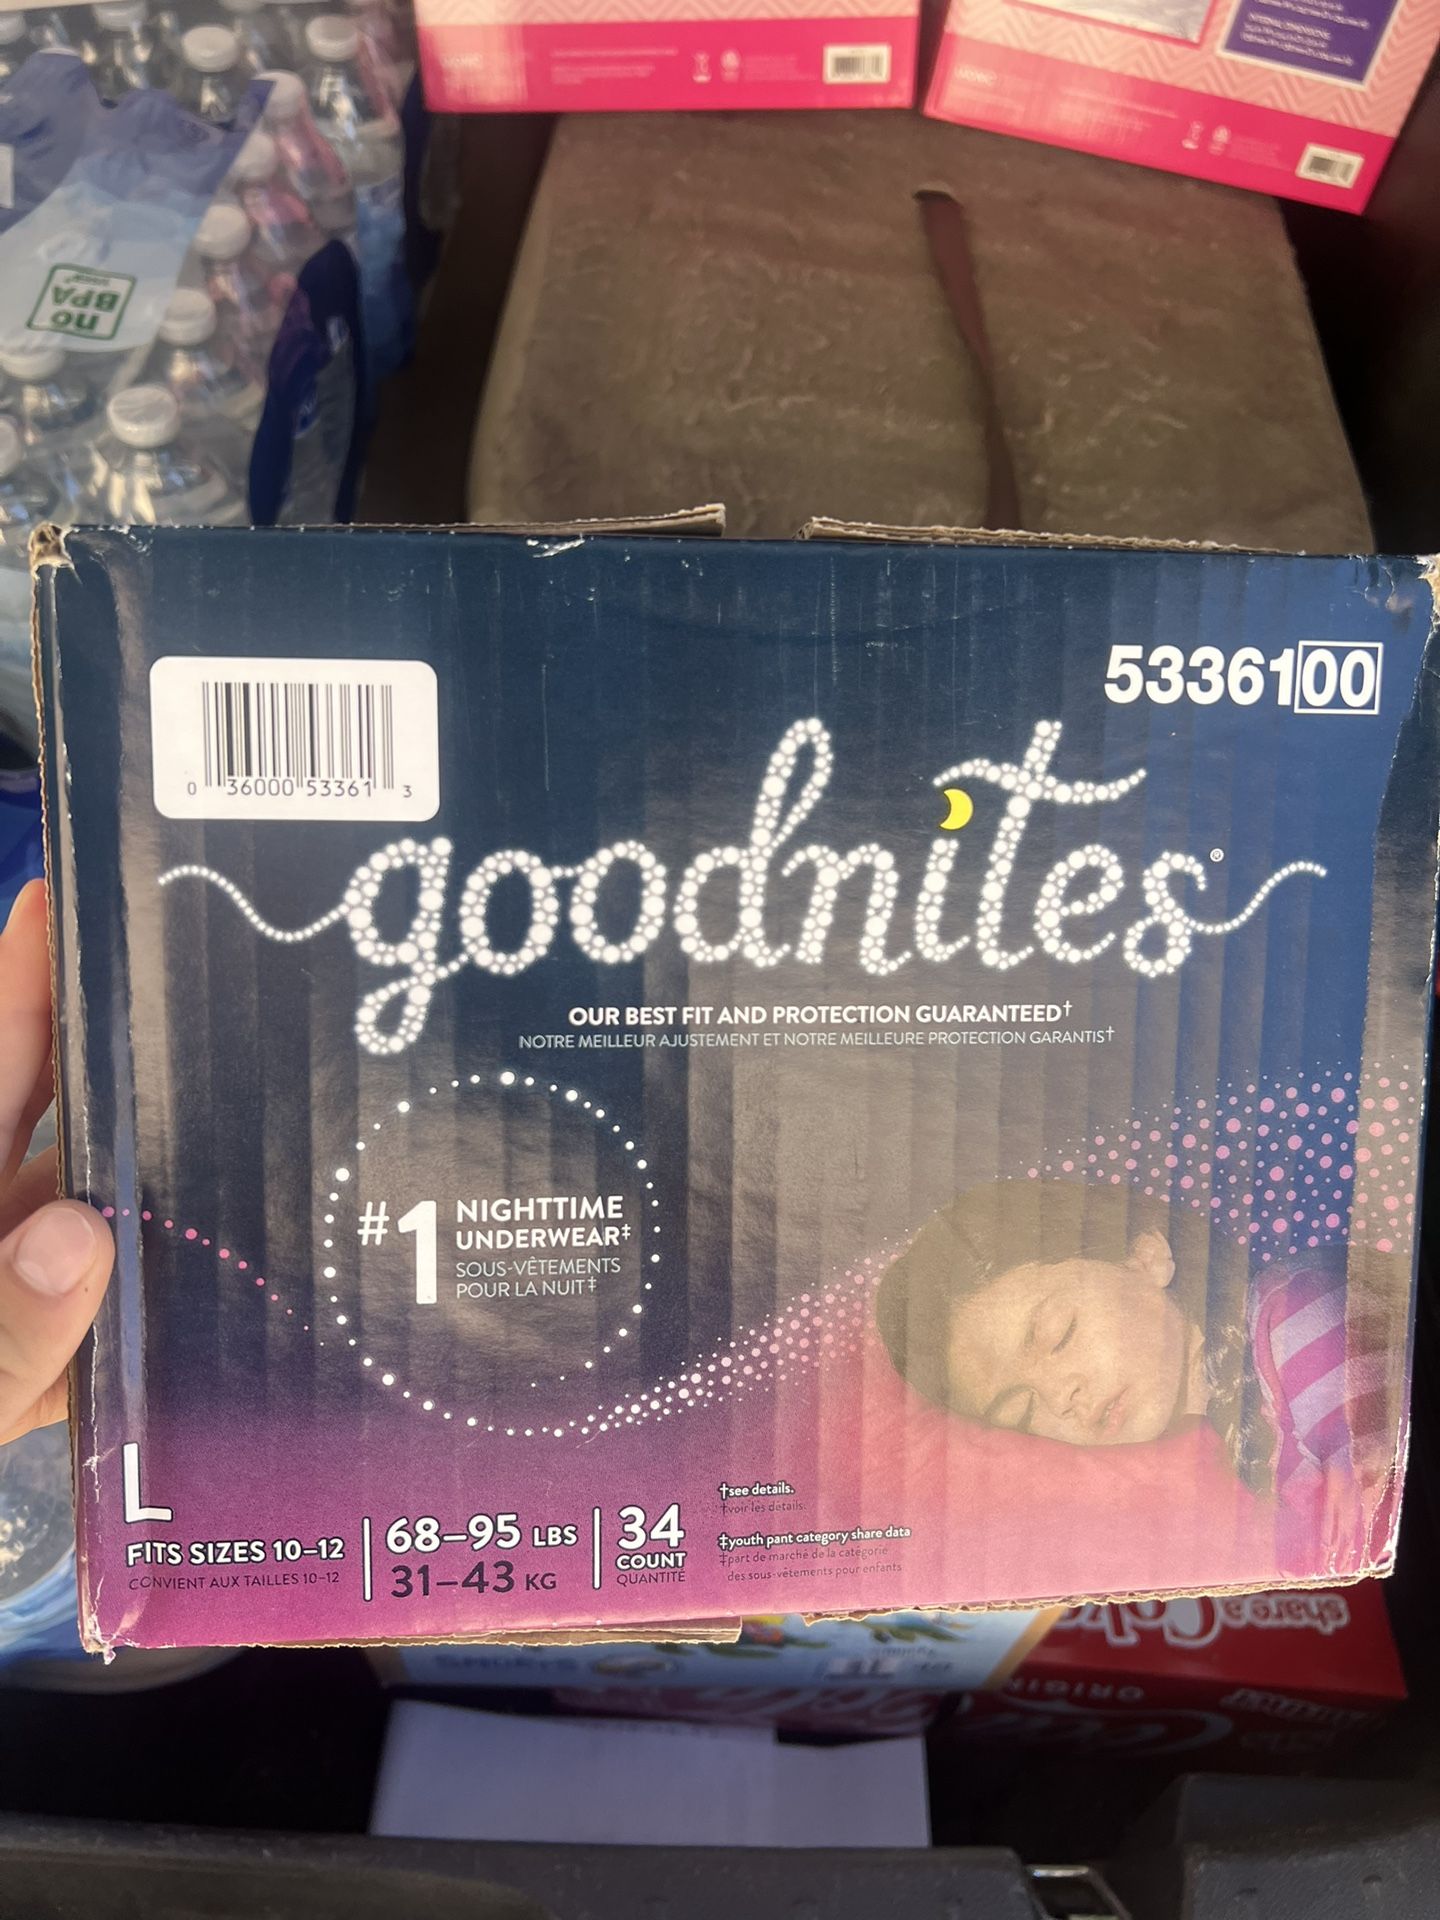 no
BPA
5336100
0 36000 53361 3
goodnites®
OUR BEST FIT AND PROTECTION GUARANTEED†
NOTRE MEILLEUR AJUSTEMENT ET NOTRE MEILLEURE PROTECTION GARANTIS†
#1 NIGHTTIME
UNDERWEAR‡
SOUS-VÊTEMENTS
POUR LA NUIT‡
L
FITS SIZES 10–12
CONVIENT AUX TAILLES 10–12
68–95 LBS
31–43 KG
34
COUNT
QUANTITÉ
†see details.
†voir les détails.
‡youth pant category share data
‡part de marché de la catégorie
des sous-vêtements pour enfants
ORIGIN